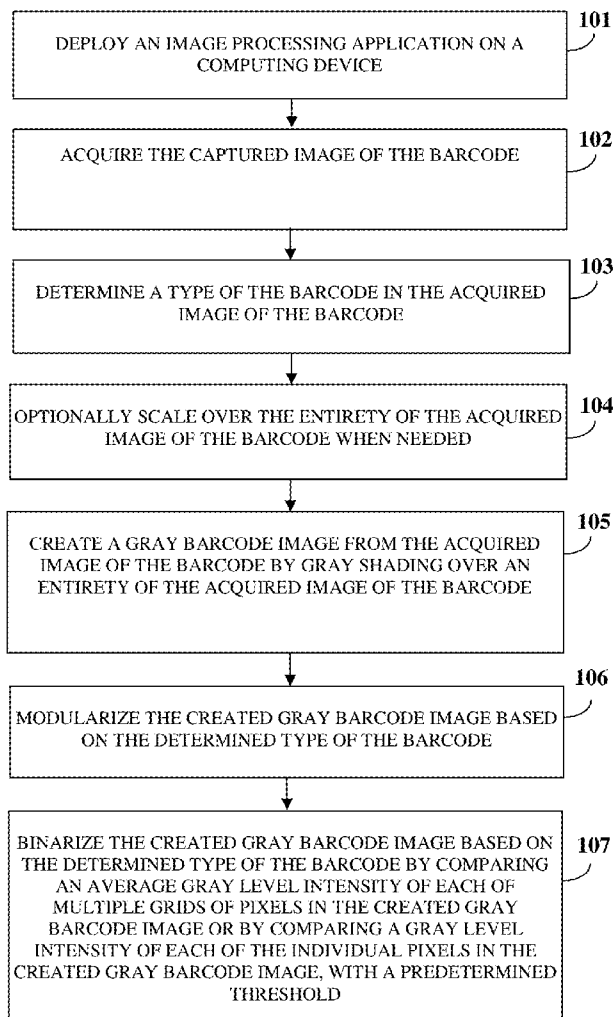 101
DEPLOY AN IMAGE PROCESSING APPLICATION ON A
COMPUTING DEVICE
102
ACQUIRE THE CAPTURED IMAGE OF THE BARCODE
103
DETERMINE A TYPE OF THE BARCODE IN THE ACQUIRED
IMAGE OF THE BARCODE
104
OPTIONALLY SCALE OVER THE ENTIRETY OF THE ACQUIRED
IMAGE OF THE BARCODE WHEN NEEDED
105
CREATE A GRAY BARCODE IMAGE FROM THE ACQUIRED
IMAGE OF THE BARCODE BY GRAY SHADING OVER AN
ENTIRETY OF THE ACQUIRED IMAGE OF THE BARCODE
106
MODULARIZE THE CREATED GRAY BARCODE IMAGE BASED
ON THE DETERMINED TYPE OF THE BARCODE
107
BINARIZE THE CREATED GRAY BARCODE IMAGE BASED ON
THE DETERMINED TYPE OF THE BARCODE BY COMPARING
AN AVERAGE GRAY LEVEL INTENSITY OF EACH OF
MULTIPLE GRIDS OF PIXELS IN THE CREATED GRAY
BARCODE IMAGE OR BY COMPARING A GRAY LEVEL
INTENSITY OF EACH OF THE INDIVIDUAL PIXELS IN THE
CREATED GRAY BARCODE IMAGE, WITH A PREDETERMINED
THRESHOLD